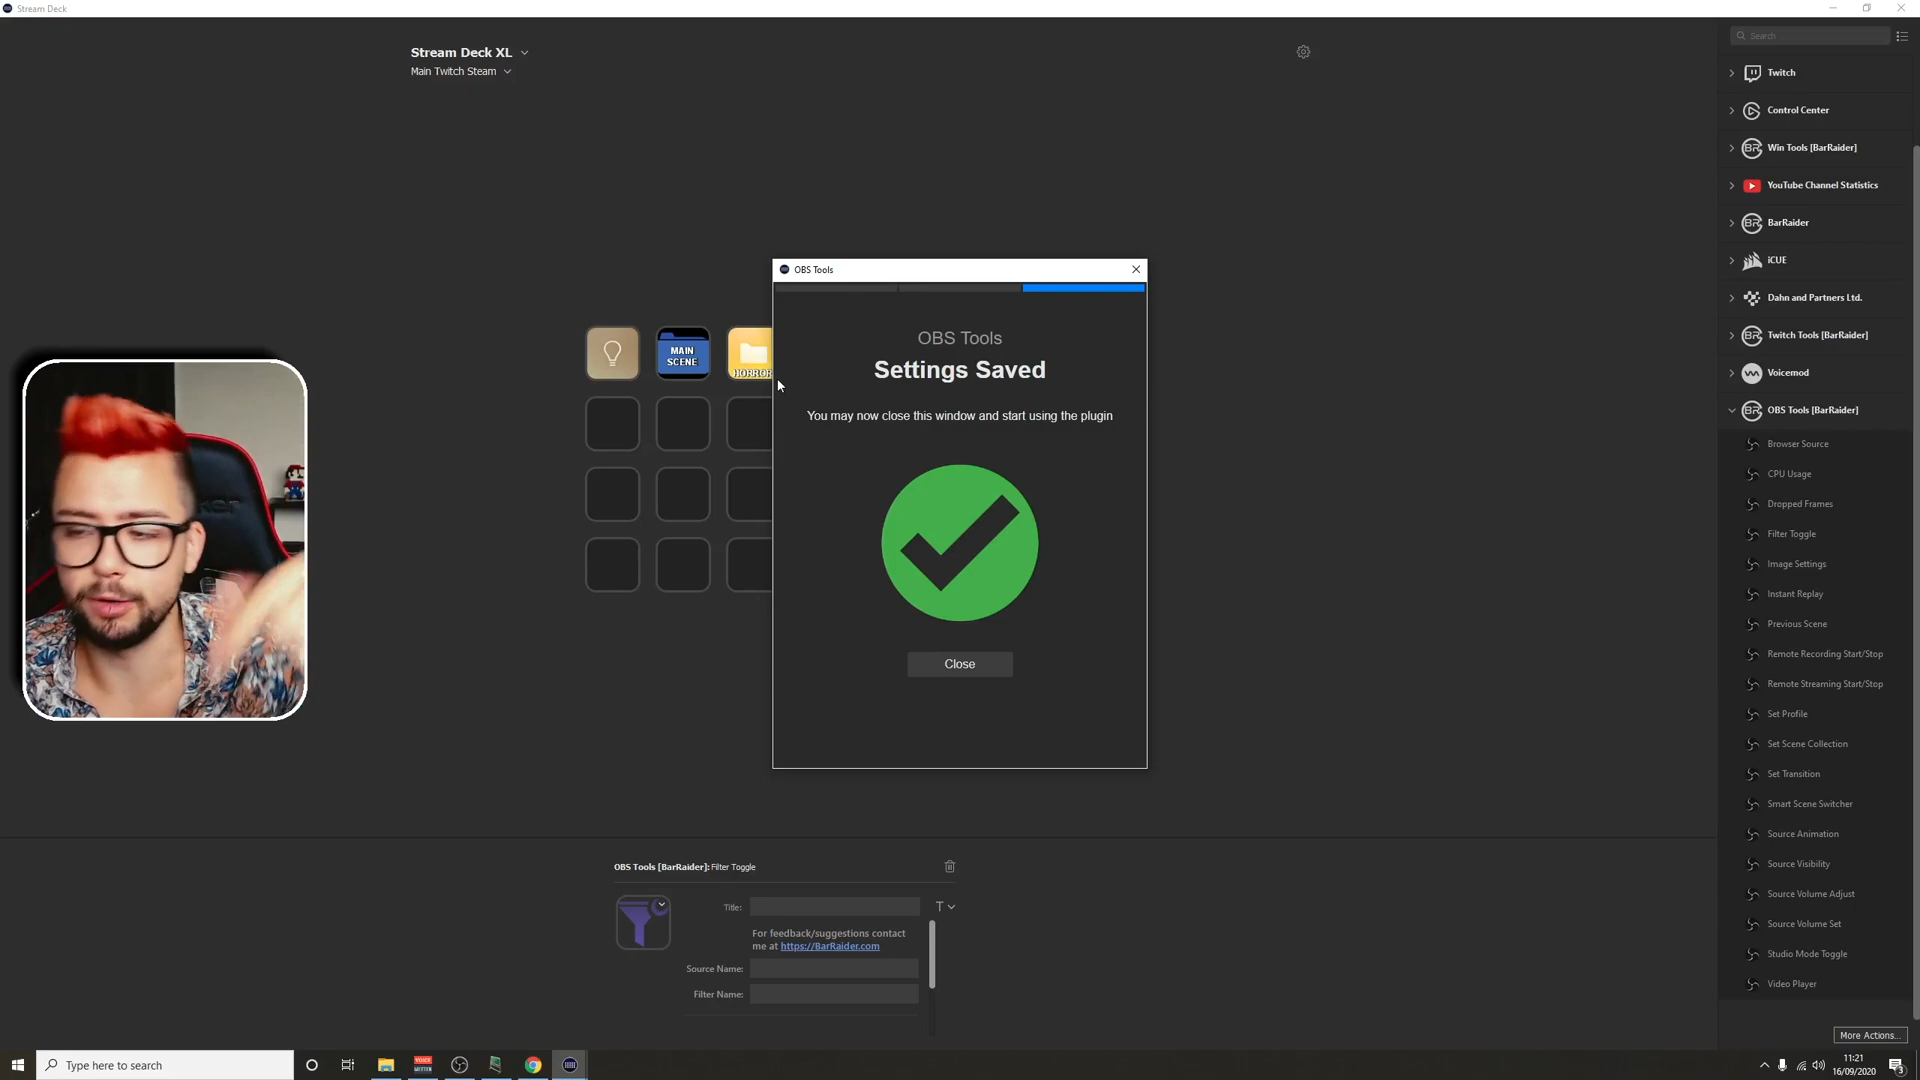 Stream Deck
Stream Deck XL
Main Twitch Steam
Search
Twitch
Control Center
Win Tools [BarRaider]
YouTube Channel Statistics
BarRaider
iCUE
Dahn and Partners Ltd.
Twitch Tools [BarRaider]
Voicemod
OBS Tools [BarRaider]
Browser Source
CPU Usage
Dropped Frames
Filter Toggle
Image Settings
Instant Replay
Previous Scene
Remote Recording Start/Stop
Remote Streaming Start/Stop
Set Profile
Set Scene Collection
Set Transition
Smart Scene Switcher
Source Animation
Source Visibility
Source Volume Adjust
Source Volume Set
Studio Mode Toggle
Video Player
More Actions...
MAIN
SCENE
HORROR
OBS Tools
OBS Tools
Settings Saved
You may now close this window and start using the plugin
Close
OBS Tools [BarRaider]: Filter Toggle
Title:
T
For feedback/suggestions contact
me at https://BarRaider.com
Source Name:
Filter Name:
Type here to search
11:21
16/09/2020
3